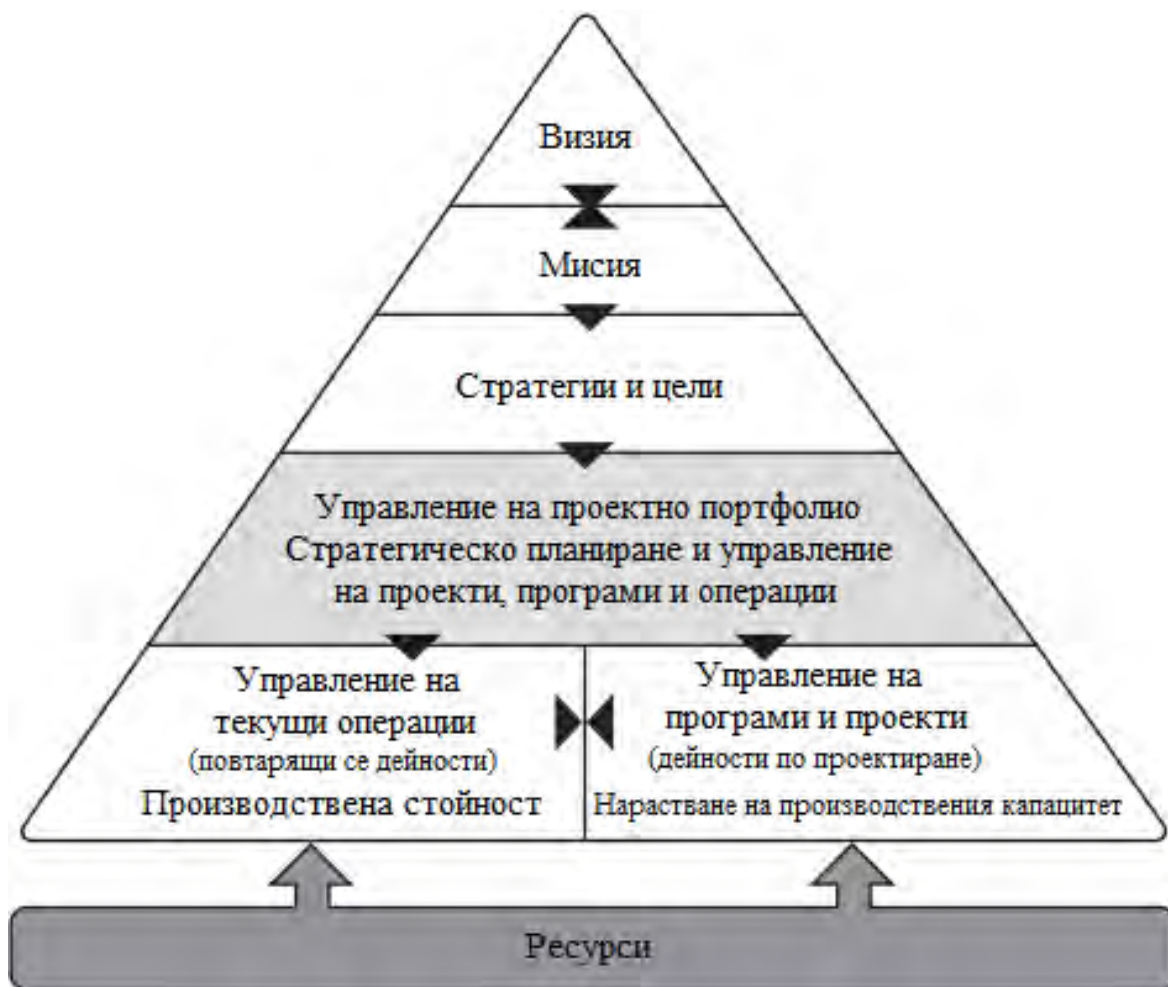 Визия
Мисия
Стратегии и цели
Управление на проектно портфолио
Стратегическо планиране и управление
на проекти, програми и операции
Управление на
текущи операции
(повтарящи се дейности)
Производствена стойност
Управление на
програми и проекти
(дейности по проектиране)
Нарастване на производствения капацитет
Ресурси